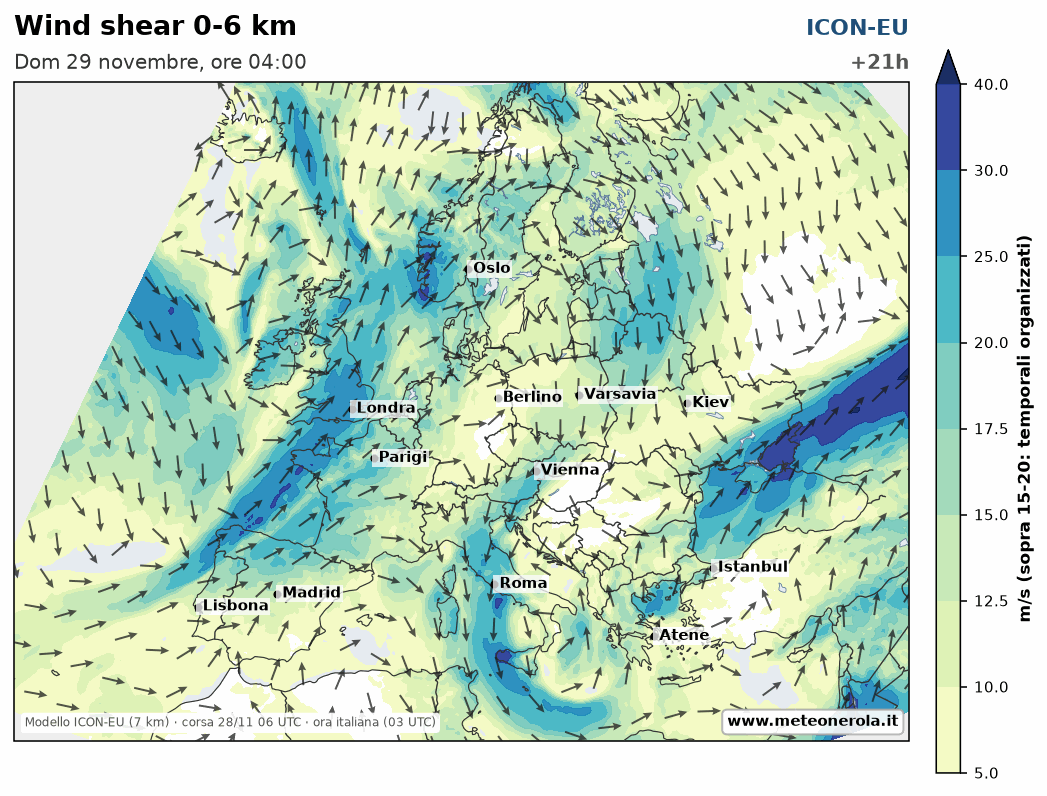 Wind shear 0-6 km
ICON-EU
Dom 29 novembre, ore 04:00
+21h
40.0
30.0
25.0
20.0
17.5
15.0
12.5
10.0
5.0
m/s (sopra 15-20: temporali organizzati)
Oslo
Berlino
Varsavia
Kiev
Londra
Parigi
Vienna
Istanbul
Roma
Madrid
Lisbona
Atene
Modello ICON-EU (7 km) · corsa 28/11 06 UTC · ora italiana (03 UTC)
www.meteonerola.it